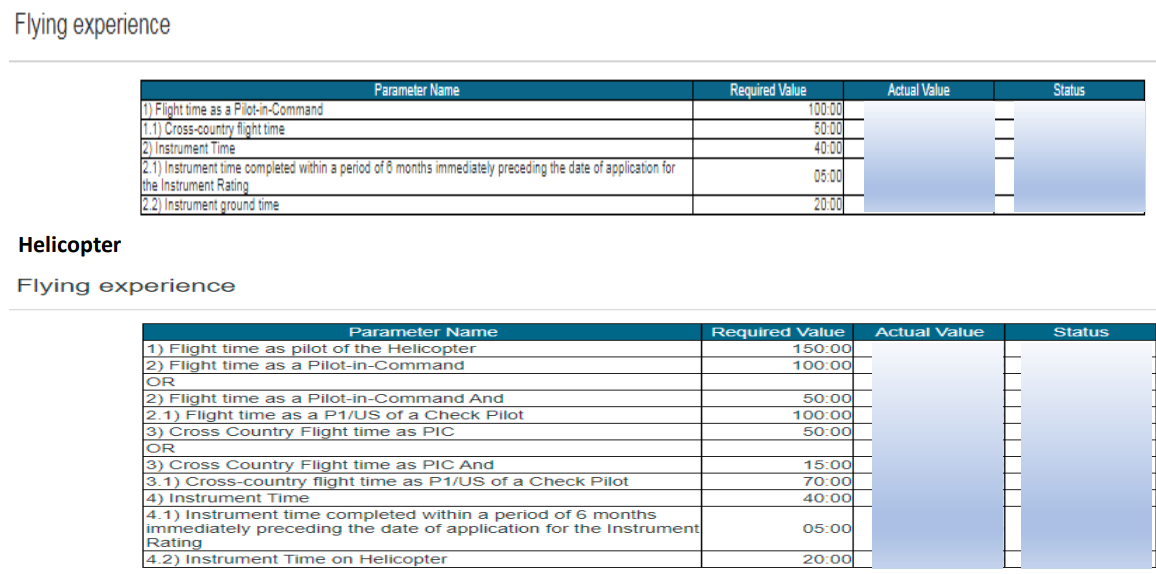 Flying experience
Parameter Name Required Value Actual Value Status
1) Flight time as a Pilot-in-Command 100:00
1.1) Cross-country flight time 50:00
2) Instrument Time 40:00
2.1) Instrument time completed within a period of 6 months immediately preceding the date of application for
the Instrument Rating 05:00
2.2) Instrument ground time 20:00
Helicopter
Flying experience
Parameter Name Required Value Actual Value Status
1) Flight time as pilot of the Helicopter 150:00
2) Flight time as a Pilot-in-Command 100:00
OR
2) Flight time as a Pilot-in-Command And 50:00
2.1) Flight time as a P1/US of a Check Pilot 100:00
3) Cross Country Flight time as PIC 50:00
OR
3) Cross Country Flight time as PIC And 15:00
3.1) Cross-country flight time as P1/US of a Check Pilot 70:00
4) Instrument Time 40:00
4.1) Instrument time completed within a period of 6 months
immediately preceding the date of application for the Instrument 05:00
Rating
4.2) Instrument Time on Helicopter 20:00